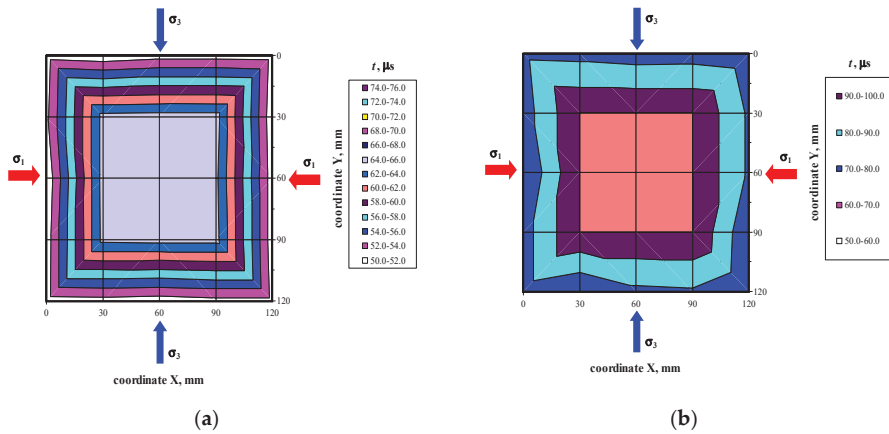 σ3
t, μs
74.0-76.0
72.2-74.0
70.0-72.0
68.0-70.0
66.0-68.0
64.0-66.0
62.0-64.0
60.0-62.0
58.0-60.0
56.0-58.0
54.0-56.0
52.0-54.0
50.0-52.0
σ1
σ1
coordinate Y, mm
0
30
60
90
120
0
30
60
90
120
σ3
coordinate X, mm
(a)
σ3
t, μs
90.0-100.0
80.0-90.0
70.0-80.0
60.0-70.0
50.0-60.0
σ1
σ1
coordinate Y, mm
0
30
60
90
120
0
30
60
90
120
σ3
coordinate X, mm
(b)